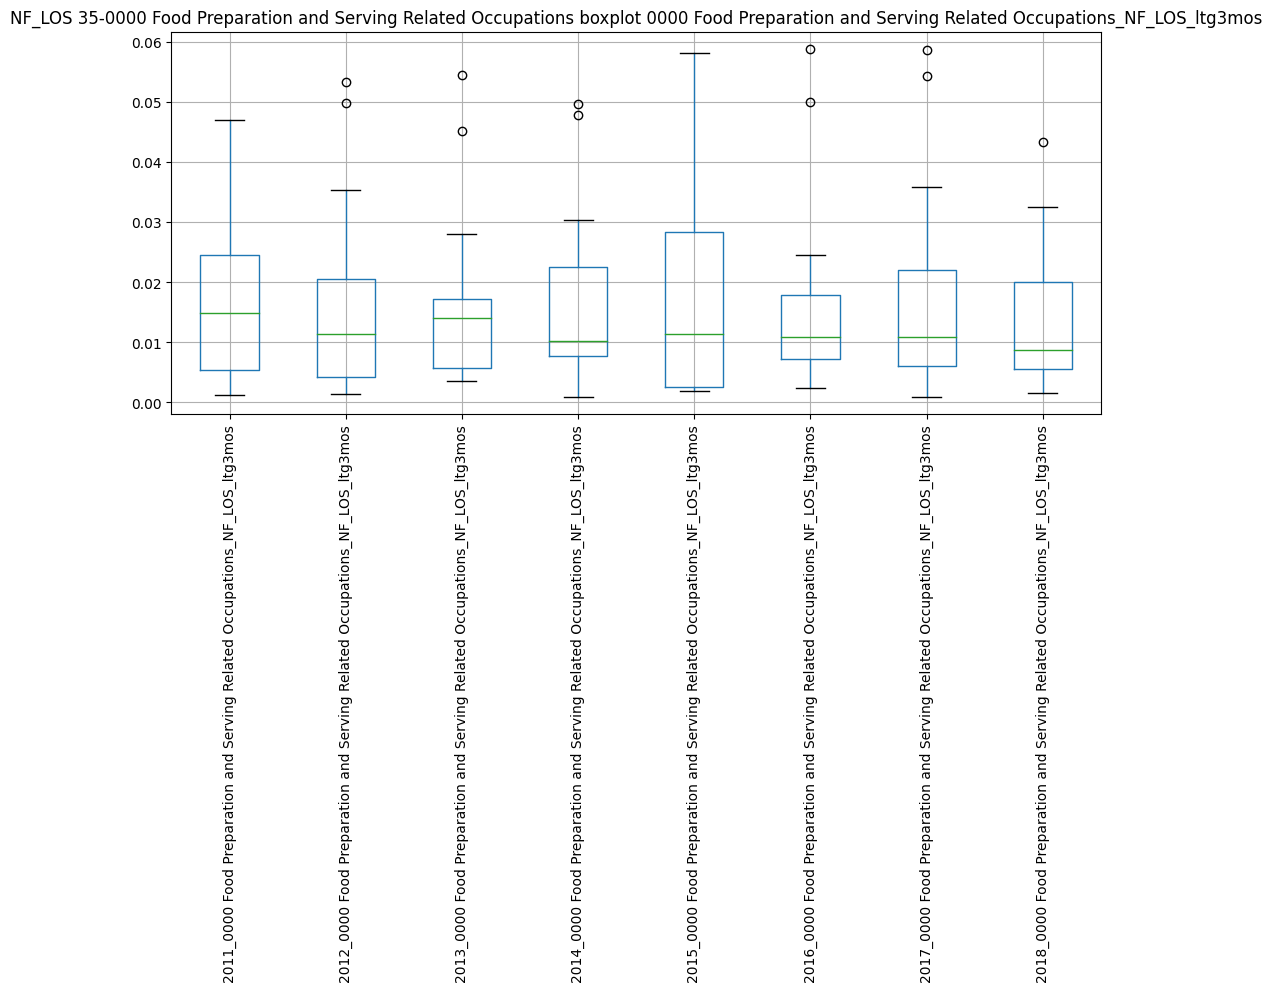 NF_LOS 35-0000 Food Preparation and Serving Related Occupations boxplot 0000 Food Preparation and Serving Related Occupations_NF_LOS_ltg3mos
0.06
0.05
0.04
0.03
0.02
0.01
0.00
2011_0000 Food Preparation and Serving Related Occupations_NF_LOS_ltg3mos
2012_0000 Food Preparation and Serving Related Occupations_NF_LOS_ltg3mos
2013_0000 Food Preparation and Serving Related Occupations_NF_LOS_ltg3mos
2014_0000 Food Preparation and Serving Related Occupations_NF_LOS_ltg3mos
2015_0000 Food Preparation and Serving Related Occupations_NF_LOS_ltg3mos
2016_0000 Food Preparation and Serving Related Occupations_NF_LOS_ltg3mos
2017_0000 Food Preparation and Serving Related Occupations_NF_LOS_ltg3mos
2018_0000 Food Preparation and Serving Related Occupations_NF_LOS_ltg3mos